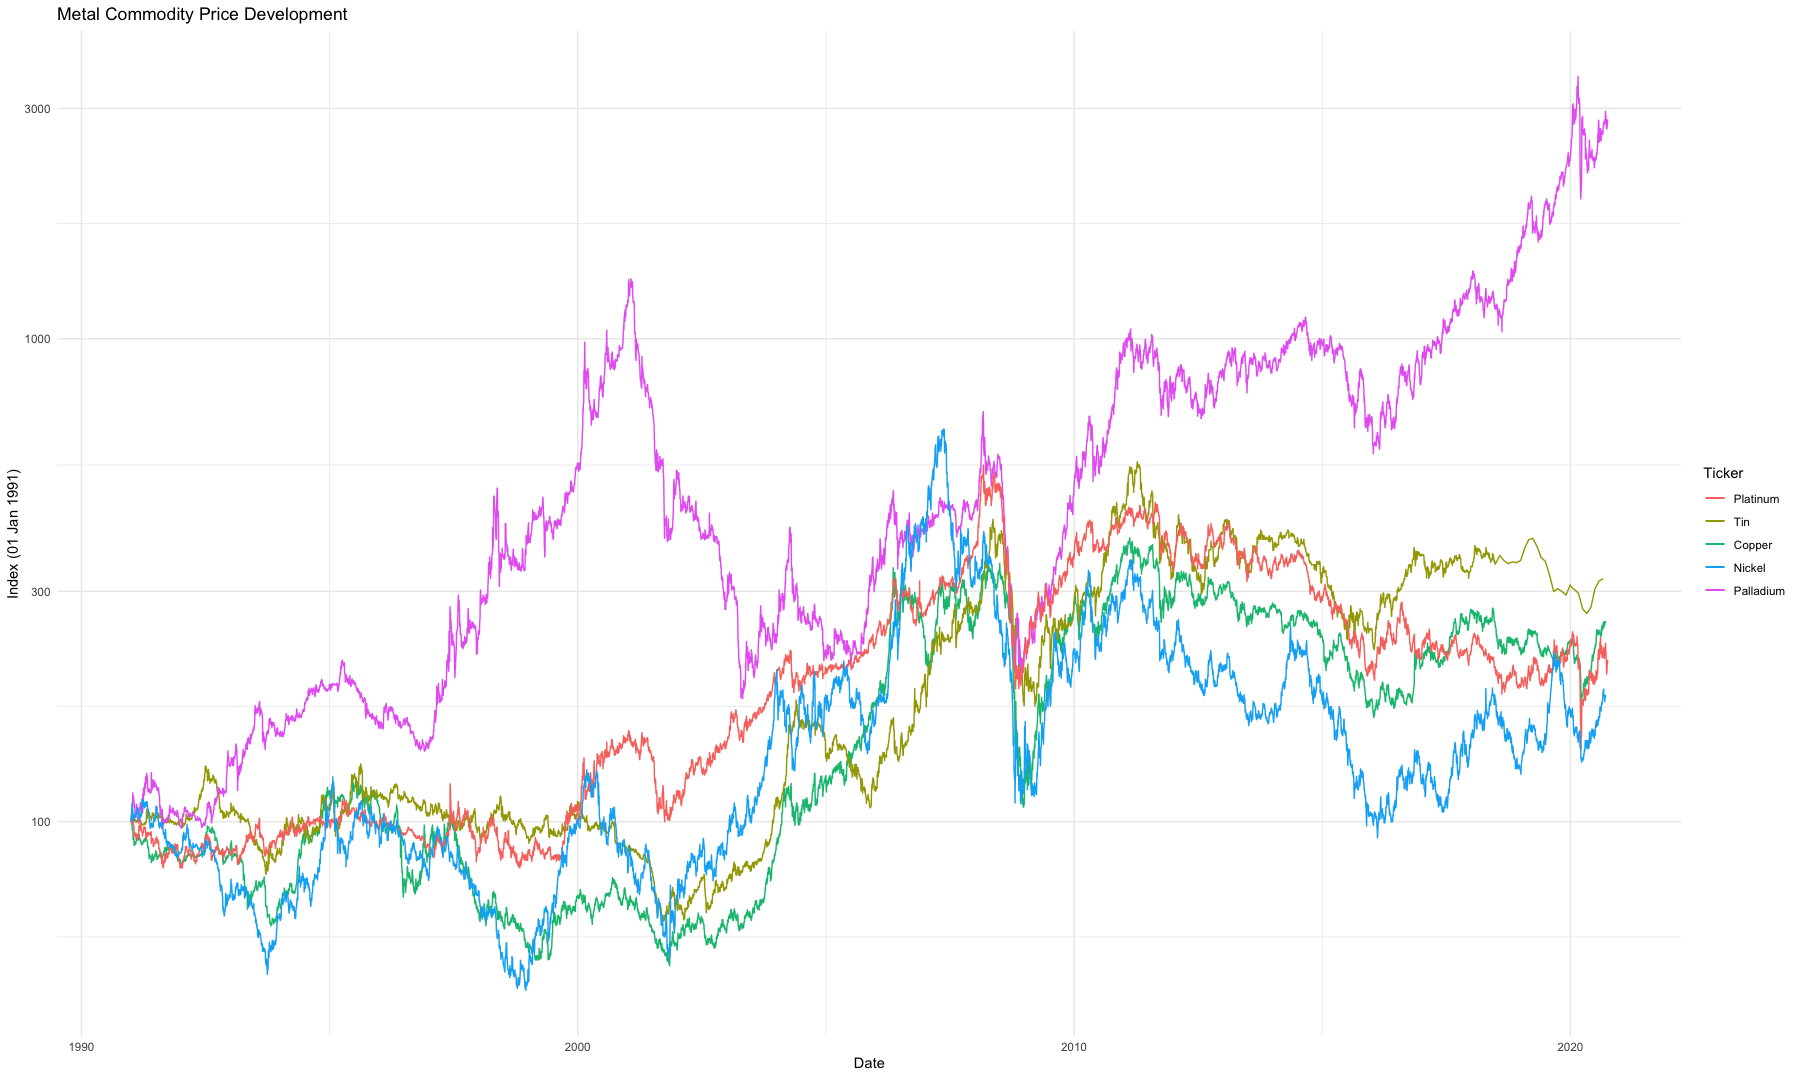 Metal Commodity Price Development
3000
1000
300
100
Index (01 Jan 1991)
1990
2000
2010
2020
Date
Ticker
Platinum
Tin
Copper
Nickel
Palladium